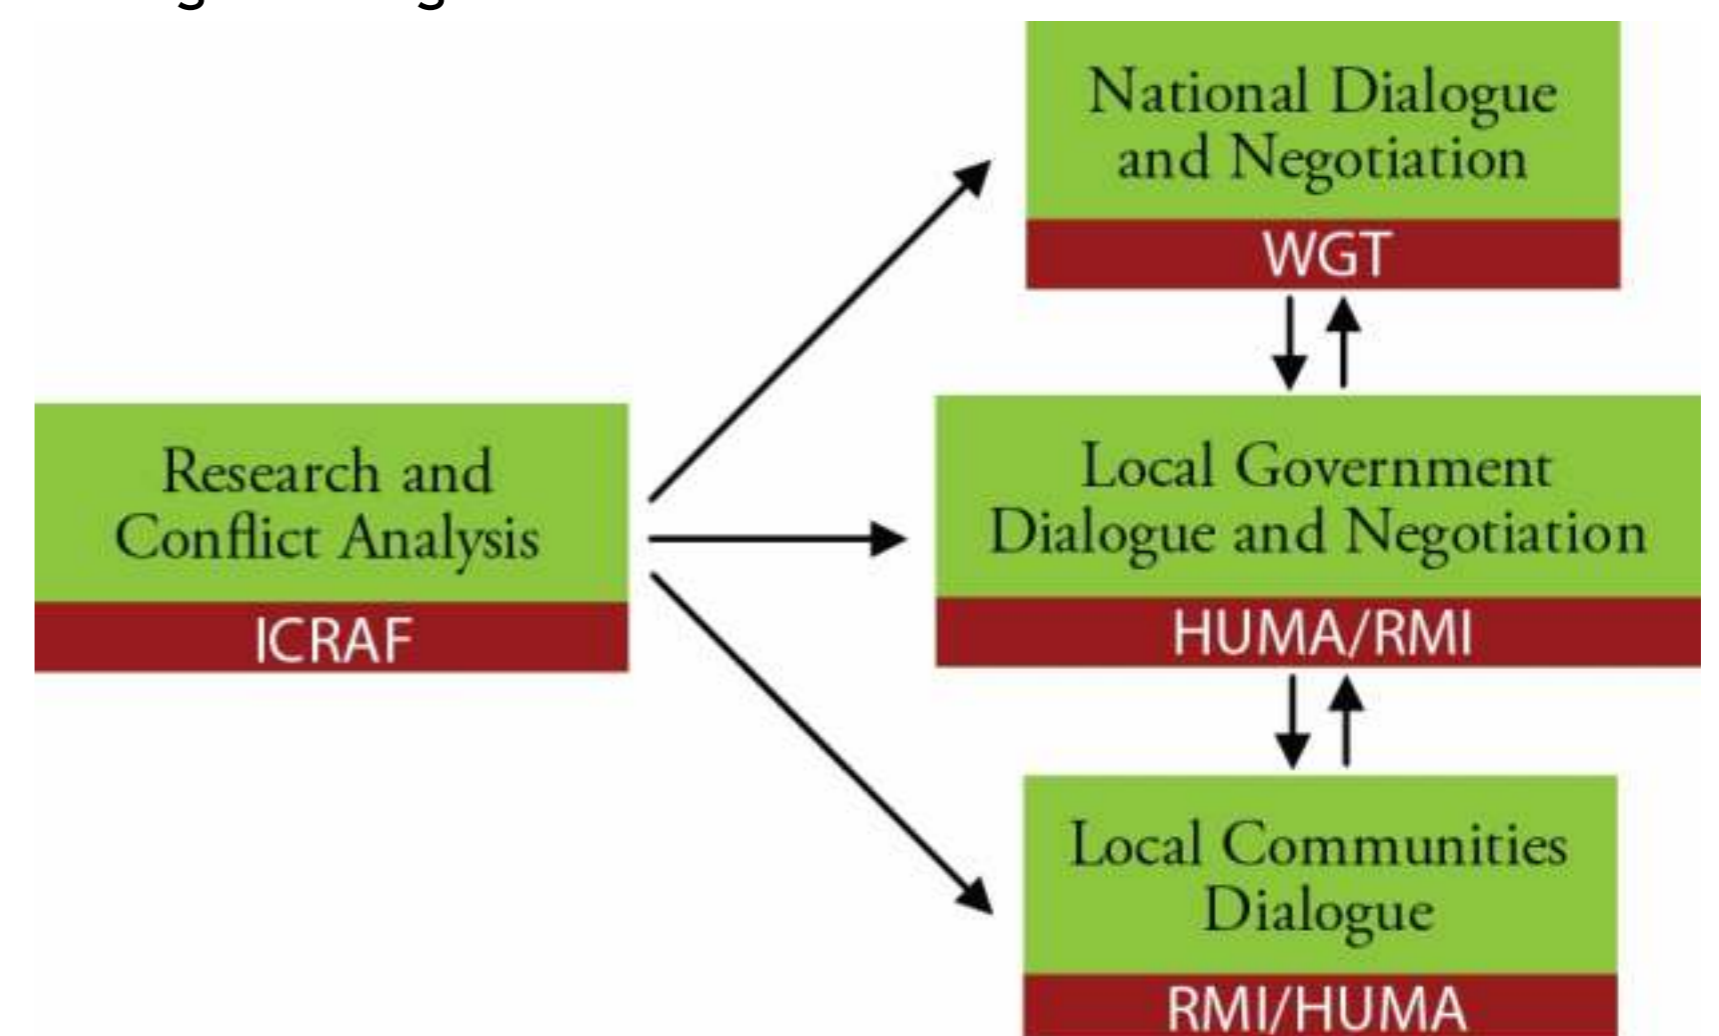 National Dialogue
and Negotiation
WGT
Research and
Conflict Analysis
ICRAF
Local Government
Dialogue and Negotiation
HUMA/RMI
Local Communities
Dialogue
RMI/HUMA